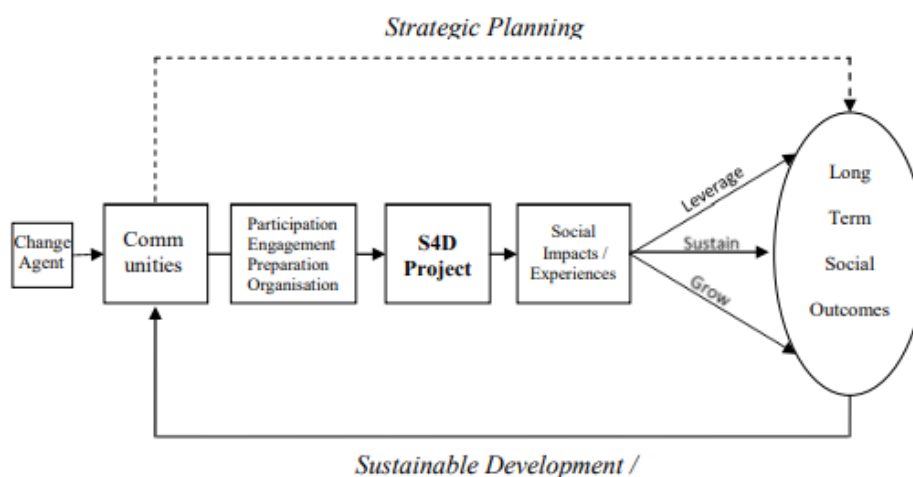 Strategic Planning
Change
Agent
Comm
unities
Participation
Engagement
Preparation
Organisation
S4D
Project
Social
Impacts /
Experiences
Leverage
Sustain
Grow
Long
Term
Social
Outcomes
Sustainable Development /